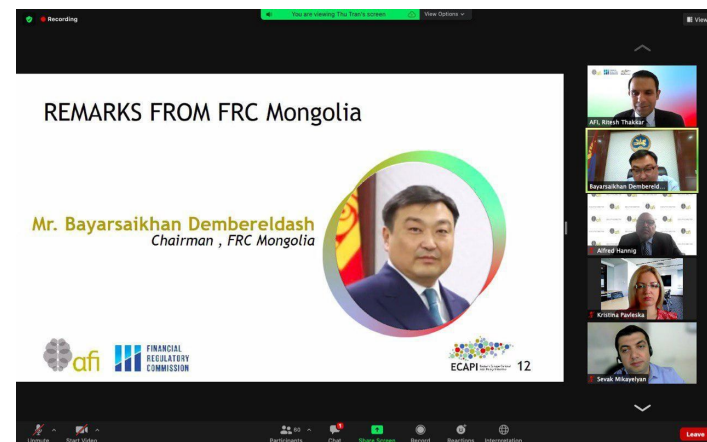 Recording
You are viewing Thu Tran's screen
View Options
View
REMARKS FROM FRC Mongolia
Mr. Bayarsaikhan Dembereldash
Chairman , FRC Mongolia
afi
FINANCIAL
REGULATORY
COMMISSION
ECAPI
12
AFI, Ritesh Thakkar
Bayarsaikhan Dembereld...
Alfred Hannig
Kristina Pavleska
Sevak Mikayelyan
Unmute
Start Video
60
Participants
Chat
Share Screen
Record
Reactions
Interpretation
Leave